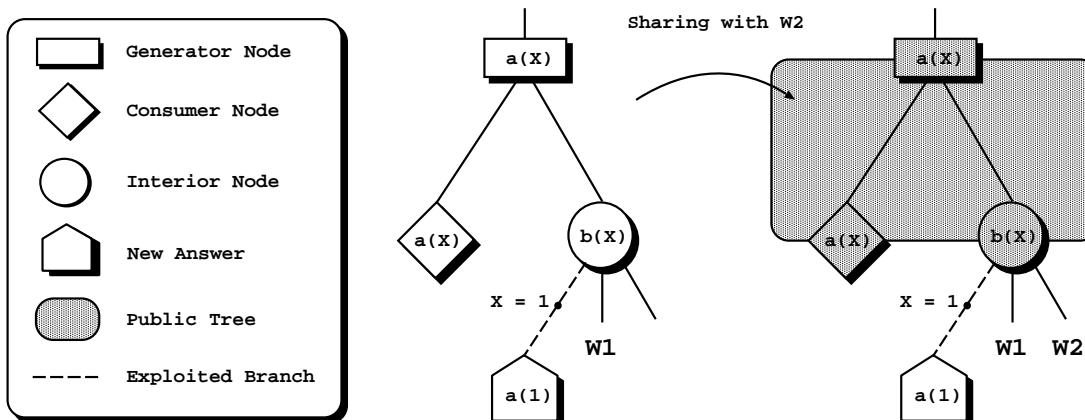 Generator Node
Consumer Node
Interior Node
New Answer
Public Tree
Exploited Branch
Sharing with W2
a(X)
a(X)
b(X)
X = 1
W1
a(1)
a(X)
a(X)
b(X)
X = 1
W1 W2
a(1)